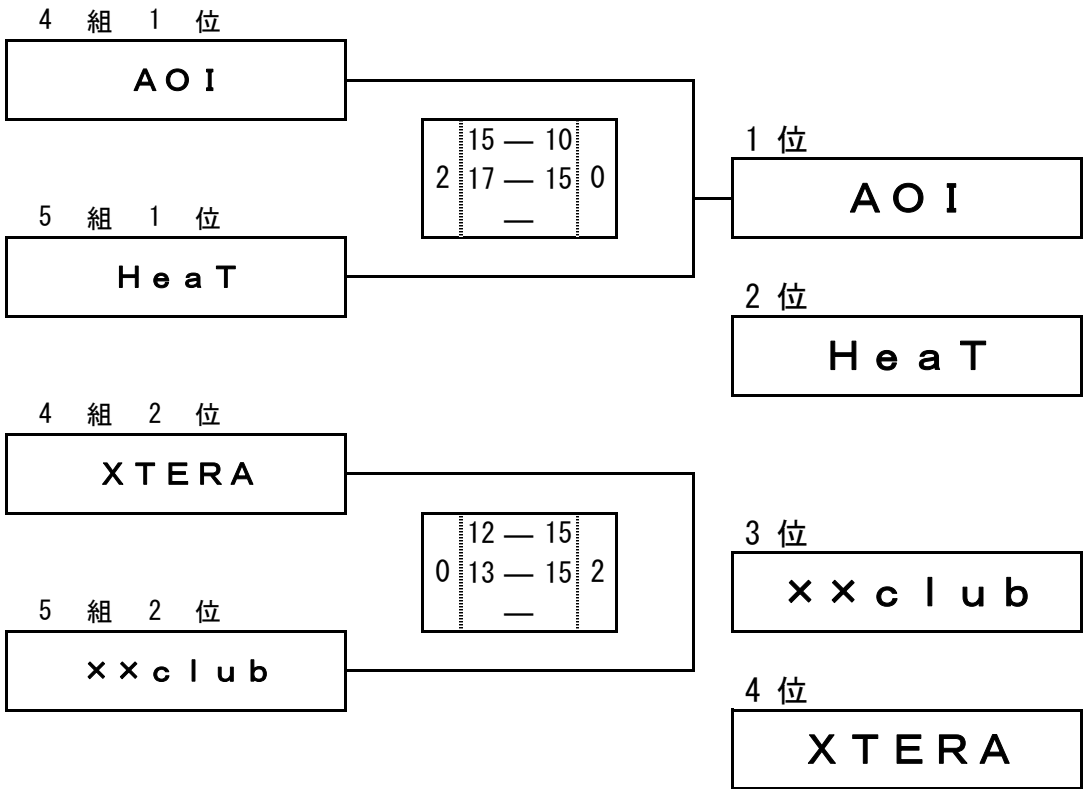 4 組 1 位
ＡＯＩ
15 ― 10
2 17 ― 15 0
―
5 組 1 位
ＨｅａＴ
1 位
ＡＯＩ
2 位
ＨｅａＴ
4 組 2 位
ＸＴＥＲＡ
12 ― 15
0 13 ― 15 2
―
5 組 2 位
××ｃｌｕｂ
3 位
××ｃｌｕｂ
4 位
ＸＴＥＲＡ